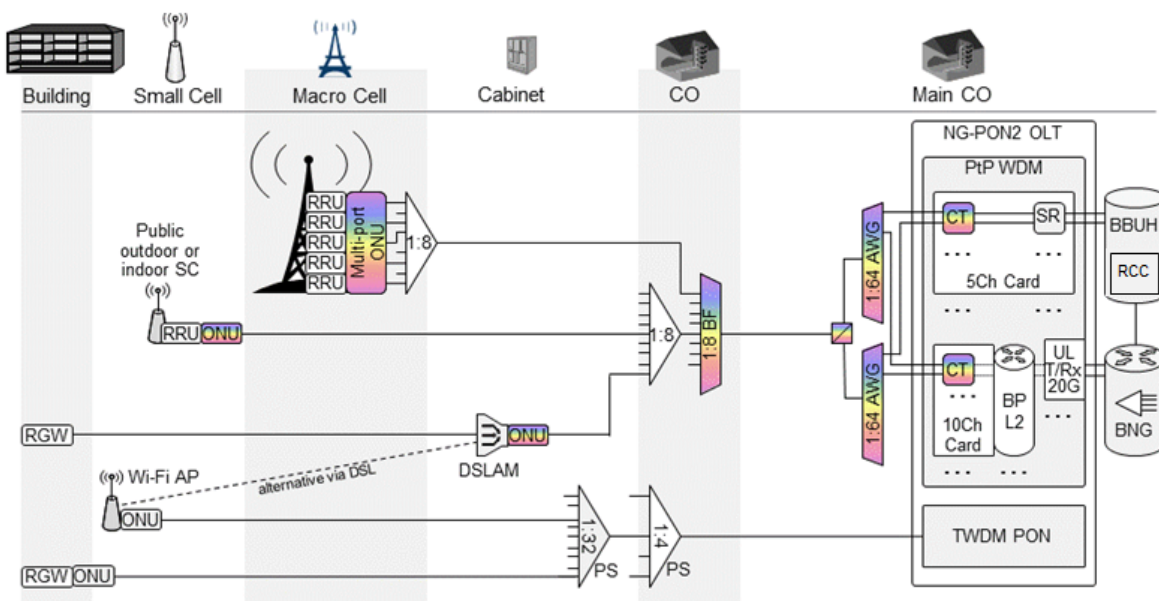 Building
Small Cell
Macro Cell
Cabinet
CO
Main CO
NG-PON2 OLT
PtP WDM
CT
SR
...
...
5Ch Card
...
...
BBUH
RCC
RRU
RRU
RRU
RRU
RRU
Multi-port
ONU
1:8
Public
outdoor or
indoor SC
RRU
ONU
1:8
1:8 BF
1:64 AWG
1:64 AWG
CT
...
10Ch
Card
BP
L2
UL
T/Rx
20G
...
...
...
BNG
RGW
ONU
DSLAM
alternative via DSL
Wi-Fi AP
ONU
1:32
PS
1:4
PS
TWDM PON
RGW
ONU